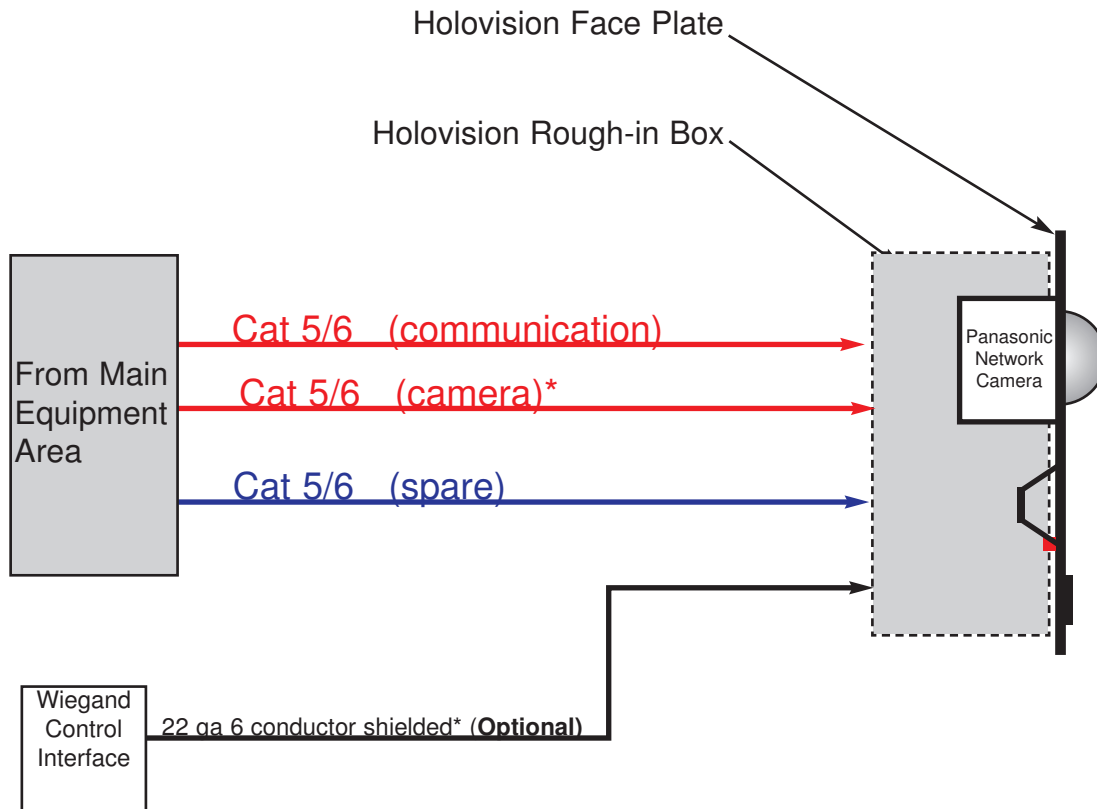 Holovision Face Plate
Holovision Rough-in Box
Cat 5/6 (communication)
Cat 5/6 (camera)*
Cat 5/6 (spare)
From Main
Equipment
Area
Panasonic
Network
Camera
Wiegand
Control
Interface
22 ga 6 conductor shielded* (Optional)